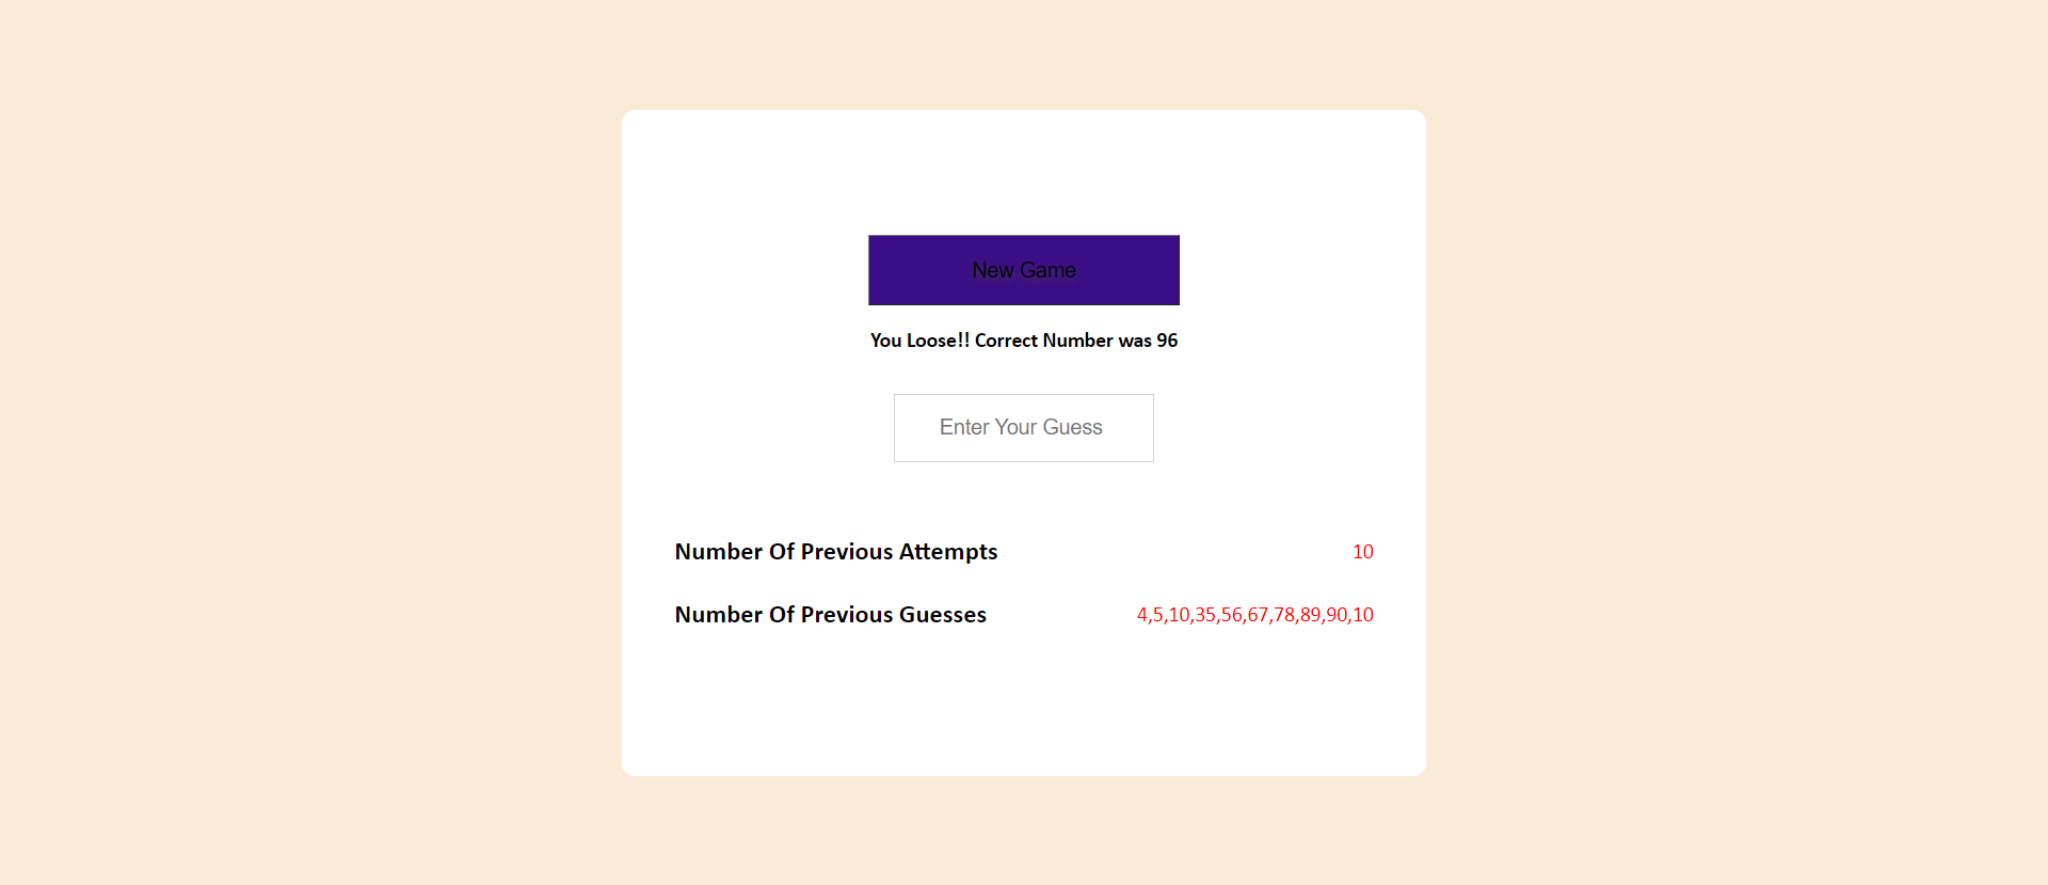 New Game
You Loose!! Correct Number was 96
Enter Your Guess
Number Of Previous Attempts 10
Number Of Previous Guesses 4,5,10,35,56,67,78,89,90,10